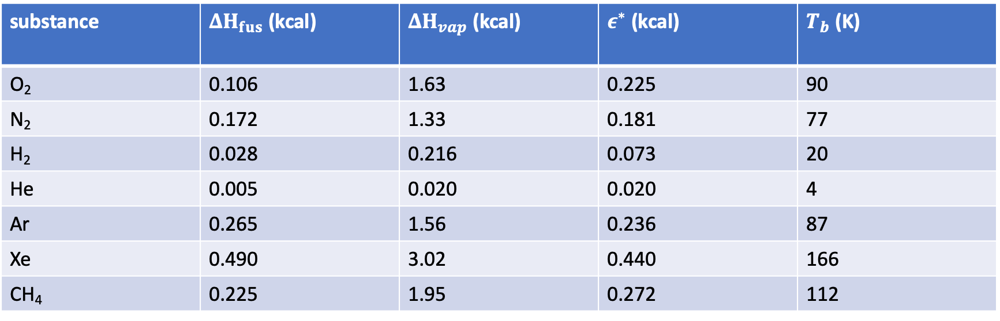 substance ΔH_fus (kcal) ΔH_vap (kcal) ϵ* (kcal) T_b (K)
O₂ 0.106 1.63 0.225 90
N₂ 0.172 1.33 0.181 77
H₂ 0.028 0.216 0.073 20
He 0.005 0.020 0.020 4
Ar 0.265 1.56 0.236 87
Xe 0.490 3.02 0.440 166
CH₄ 0.225 1.95 0.272 112